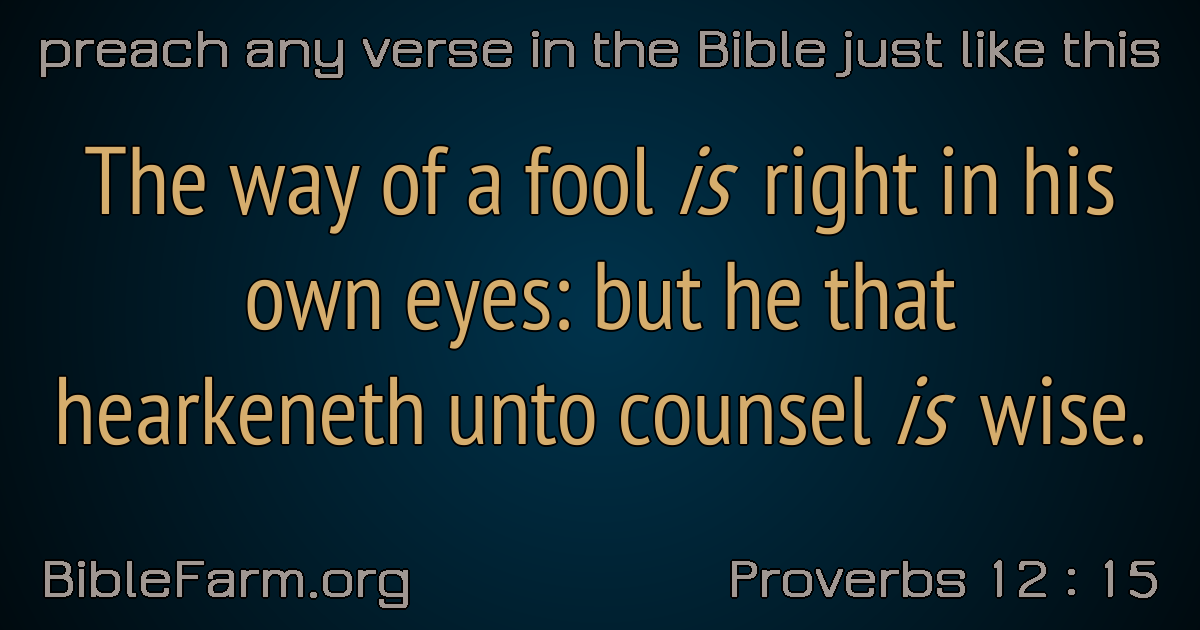 preach any verse in the Bible just like this
The way of a fool is right in his
own eyes: but he that
hearkeneth unto counsel is wise.
BibleFarm.org
Proverbs 12 : 15